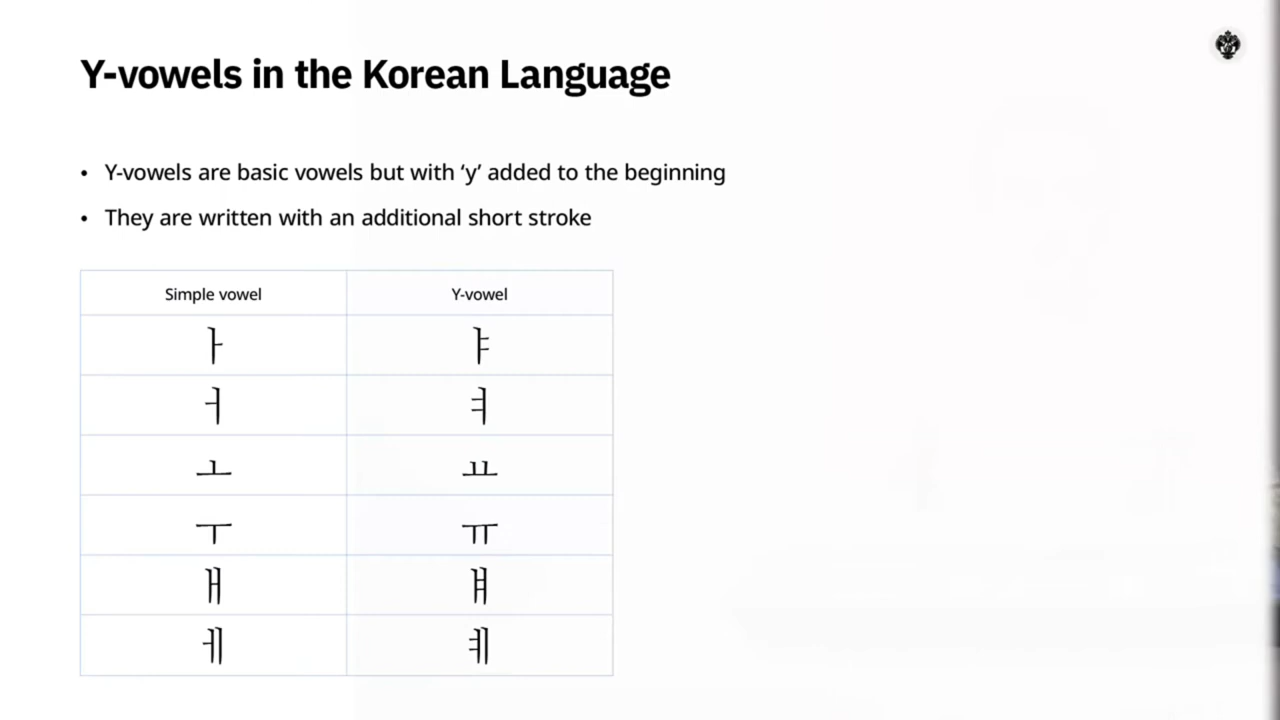 Y-vowels in the Korean Language
• Y-vowels are basic vowels but with ‘y’ added to the beginning
• They are written with an additional short stroke
Simple vowel Y-vowel
ㅏ ㅑ
ㅓ ㅕ
ㅗ ㅛ
ㅜ ㅠ
ㅐ ㅒ
ㅔ ㅖ